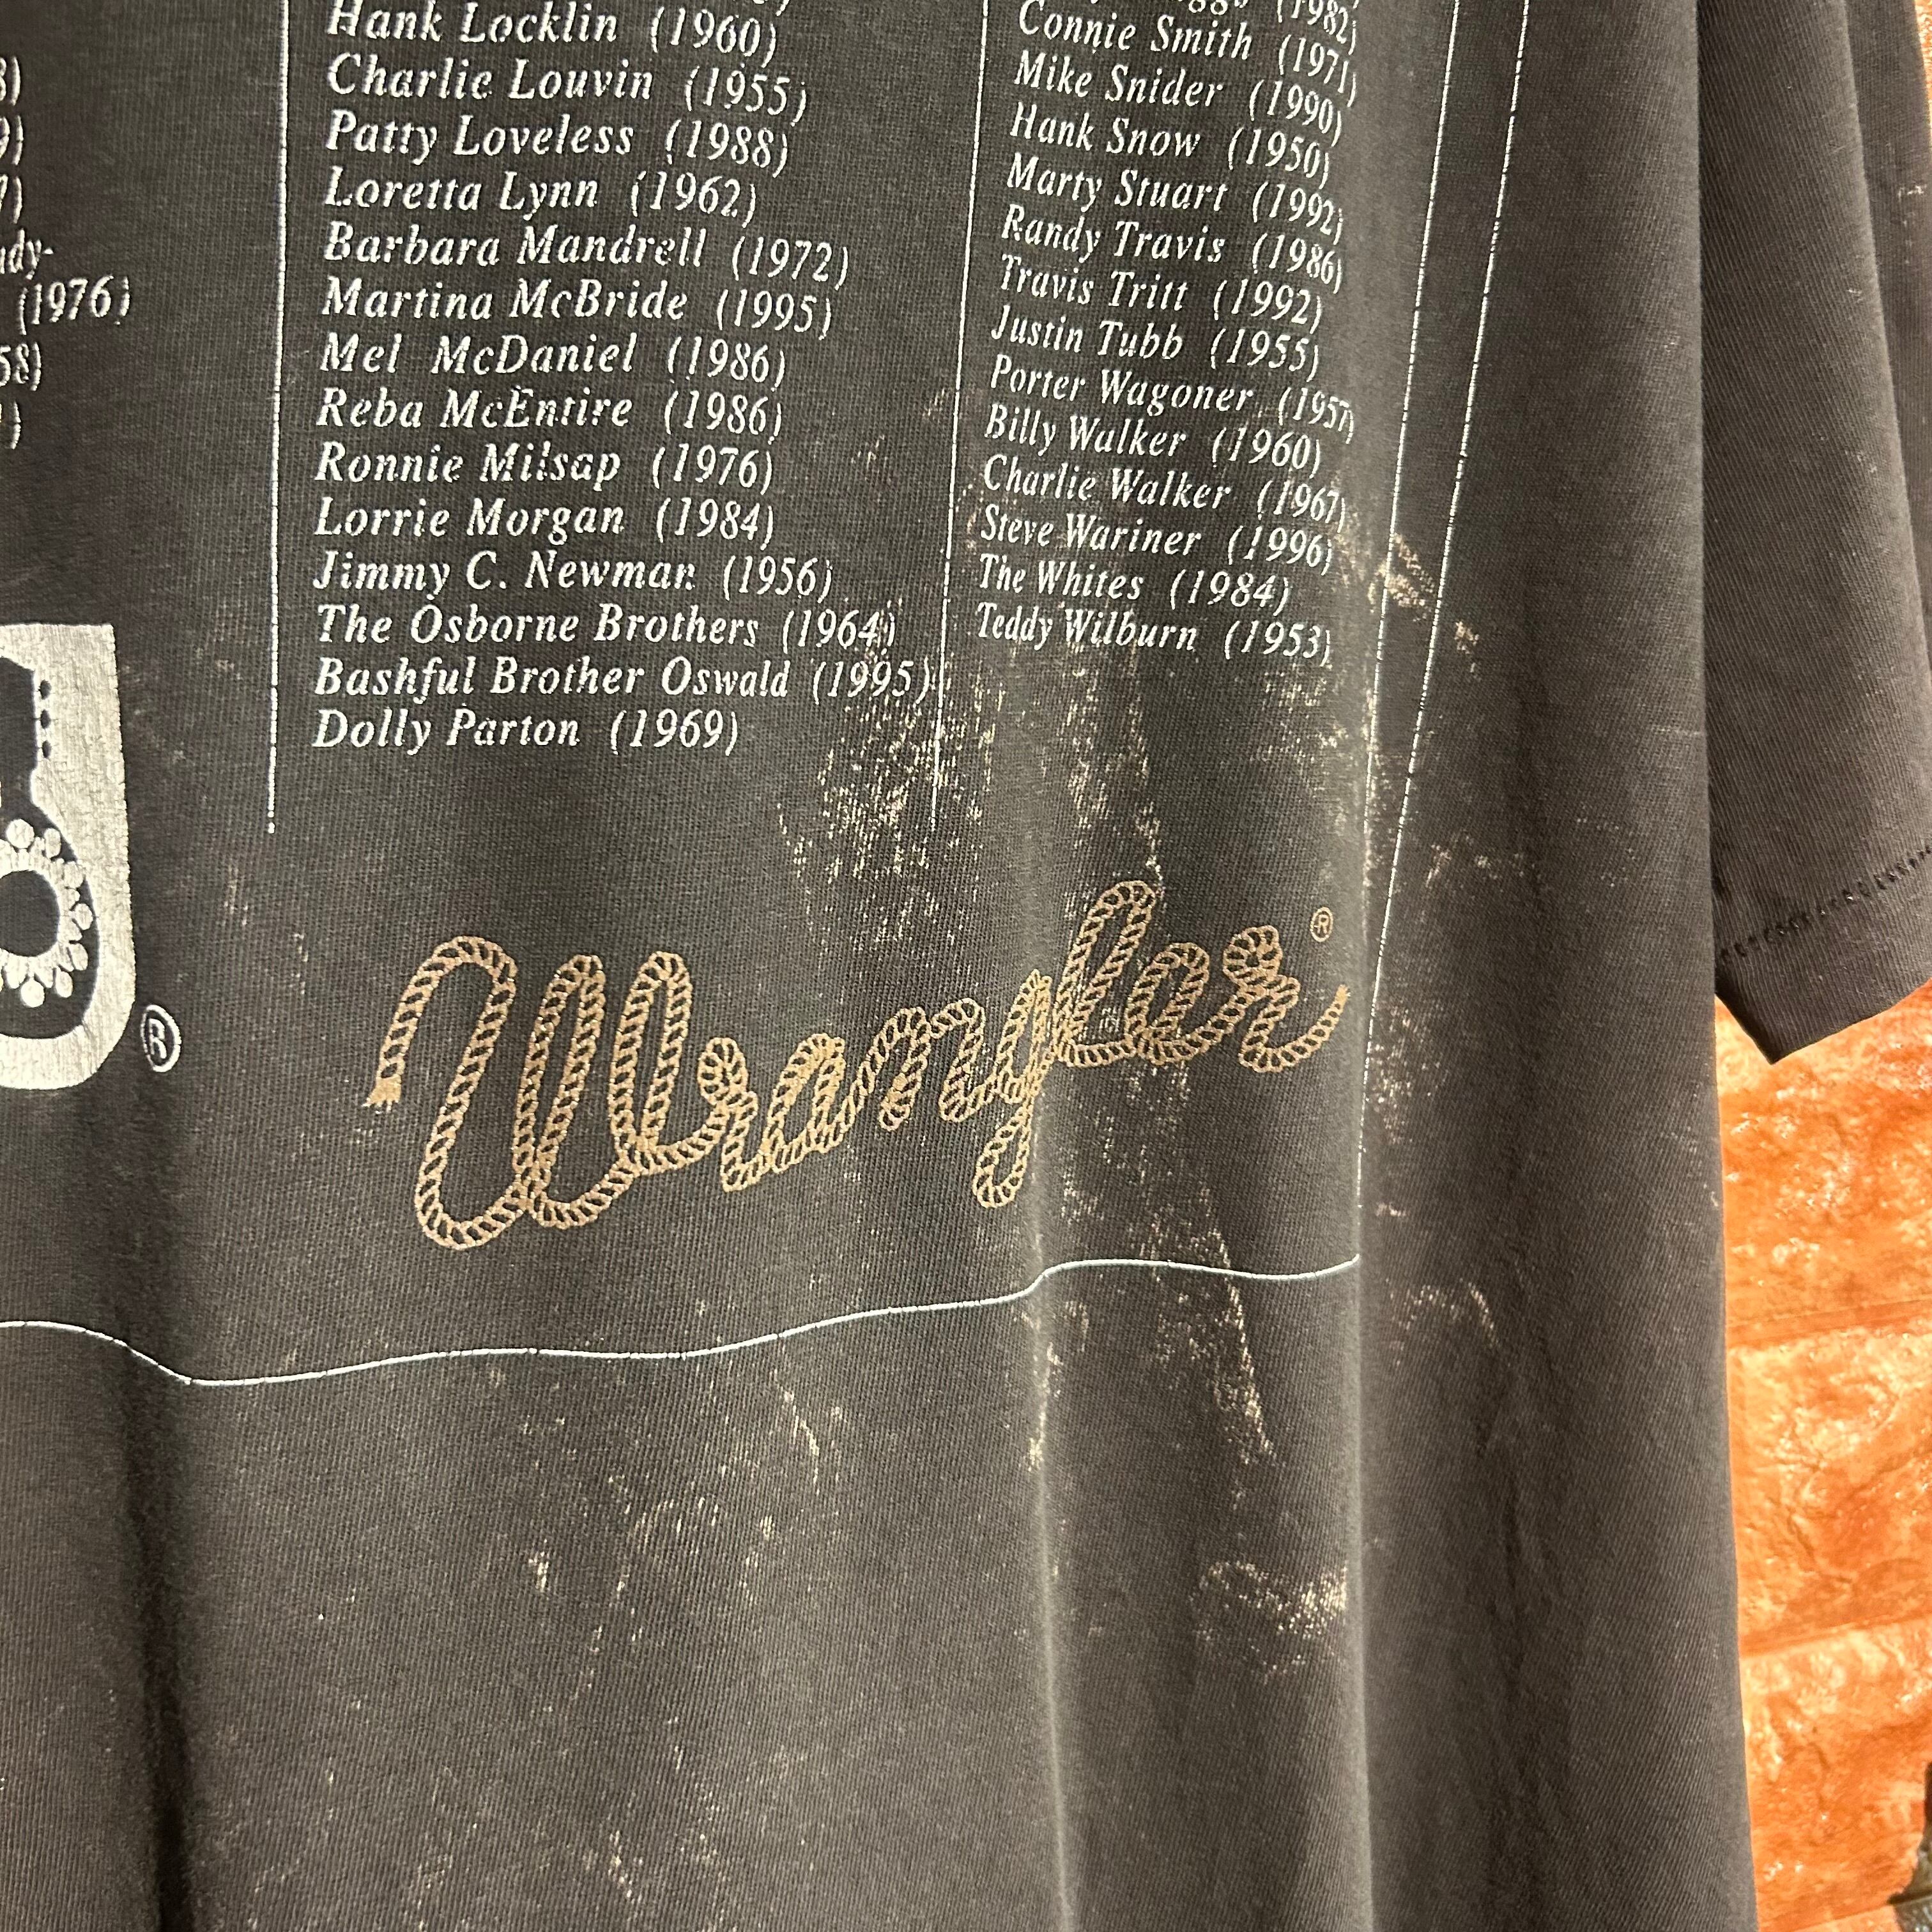 (1976)
Hank Locklin (1960)
Charlie Louvin (1955)
Patty Loveless (1988)
Loretta Lynn (1962)
Barbara Mandrell (1972)
Martina McBride (1995)
Mel McDaniel (1986)
Reba McEntire (1986)
Ronnie Milsap (1976)
Lorrie Morgan (1984)
Jimmy C. Newman (1956)
The Osborne Brothers (1964)
Bashful Brother Oswald (1995)
Dolly Parton (1969)
(1982)
Connie Smith (1971)
Mike Snider (1990)
Hank Snow (1950)
Marty Stuart (1992)
Randy Travis (1986)
Travis Tritt (1992)
Justin Tubb (1955)
Porter Wagoner (1957)
Billy Walker (1960)
Charlie Walker (1967)
Steve Wariner (1996)
The Whites (1984)
Teddy Wilburn (1953)
®
Wrangler®